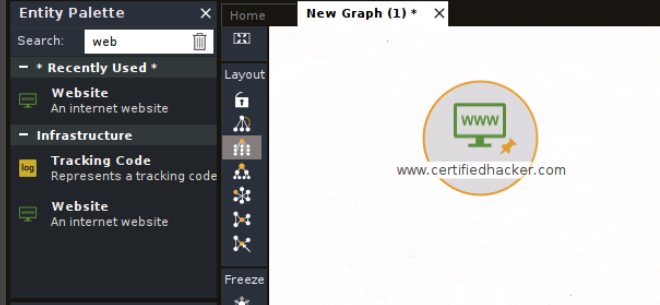 Entity Palette
Search: web
* Recently Used *
Website
An internet website
Infrastructure
log
Tracking Code
Represents a tracking code
Website
An internet website
Home
New Graph (1) *
Layout
Freeze
WWW
www.certifiedhacker.com